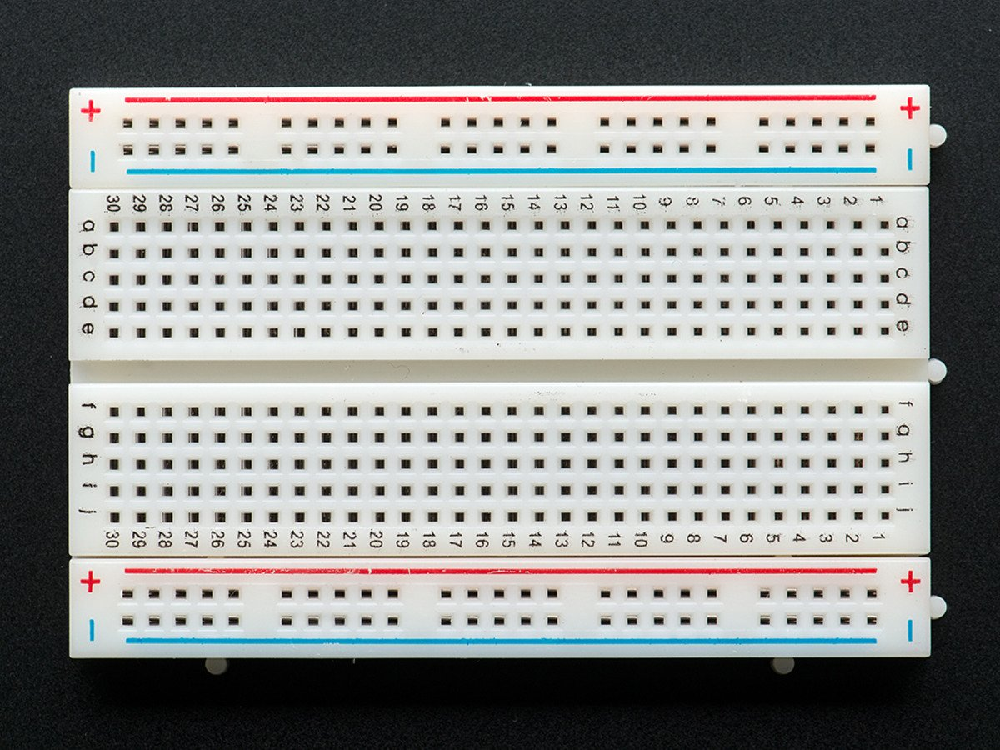 + +
– –
30 29 28 27 26 25 24 23 22 21 20 19 18 17 16 15 14 13 12 11 10 9 8 7 6 5 4 3 2 1
a a
b b
c c
d d
e e
f f
g g
h h
i i
j j
30 29 28 27 26 25 24 23 22 21 20 19 18 17 16 15 14 13 12 11 10 9 8 7 6 5 4 3 2 1
+ +
– –